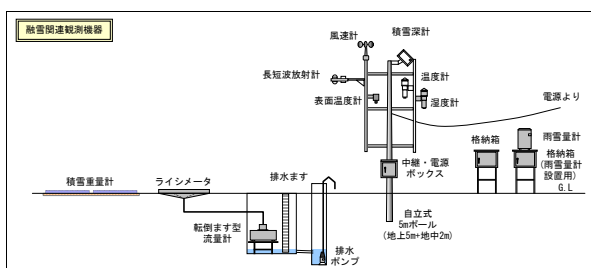 融雪関連観測機器
風速計
積雪深計
長短波放射計
温度計
表面温度計
湿度計
電源より
格納箱
雨雪量計
格納箱
(雨雪量計
設置用)
G.L
中継・電源
ボックス
積雪重量計
ライシメータ
排水ます
転倒ます型
流量計
排水
ポンプ
自立式
5mポール
(地上5m+地中2m)